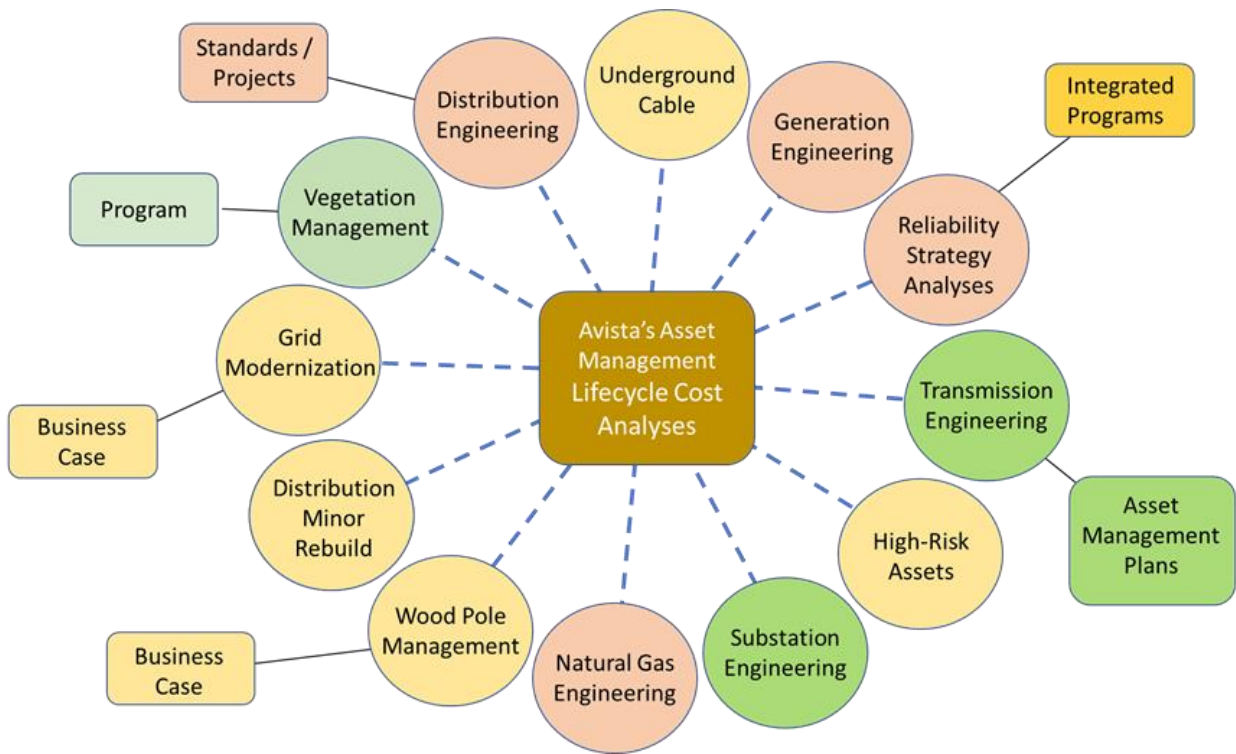 Standards /
Projects
Distribution
Engineering
Underground
Cable
Generation
Engineering
Integrated
Programs
Program
Vegetation
Management
Reliability
Strategy
Analyses
Grid
Modernization
Avista’s Asset
Management
Lifecycle Cost
Analyses
Transmission
Engineering
Business
Case
Distribution
Minor
Rebuild
High-Risk
Assets
Asset
Management
Plans
Wood Pole
Management
Business
Case
Natural Gas
Engineering
Substation
Engineering